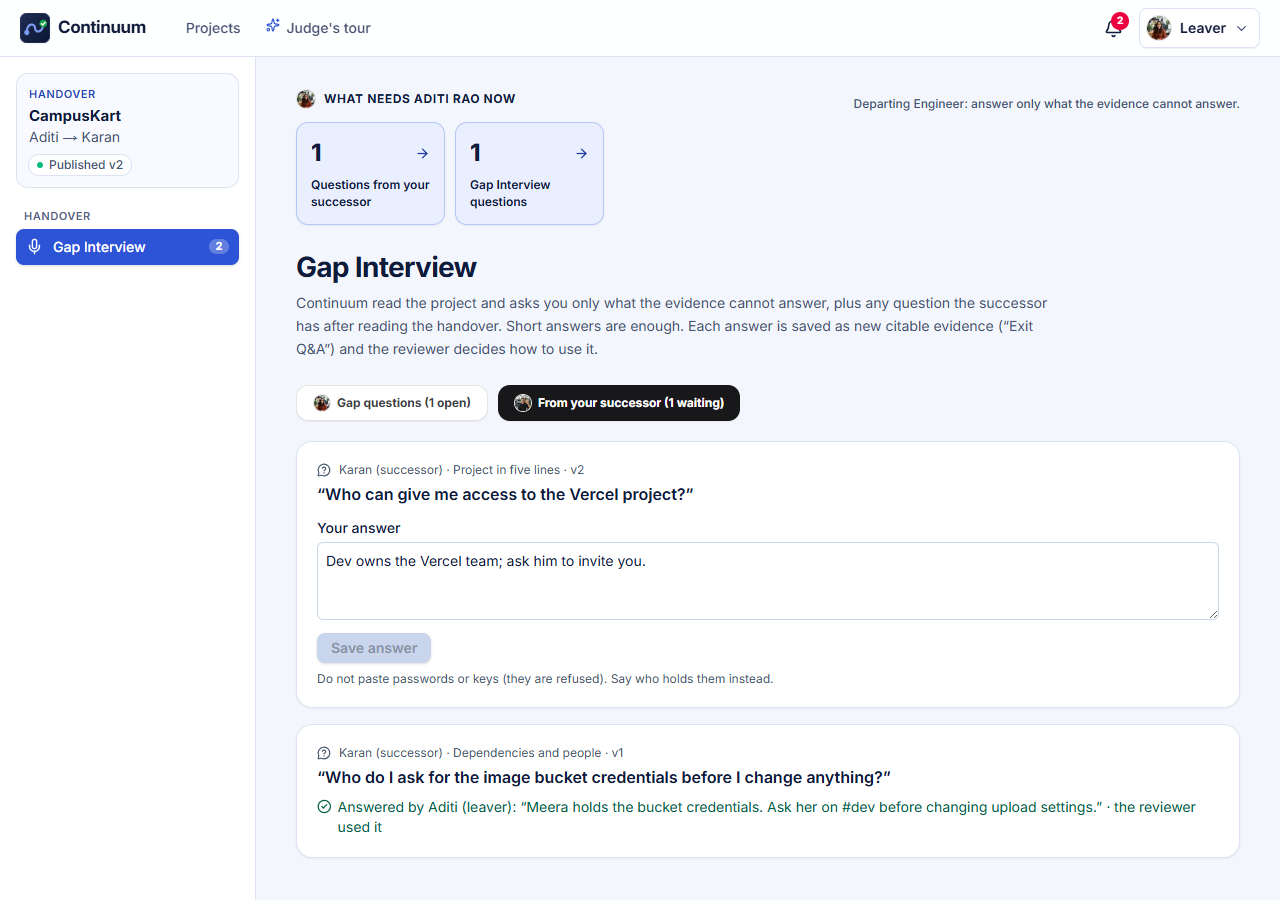 Continuum
Projects
Judge's tour
2
Leaver
HANDOVER
CampusKart
Aditi → Karan
Published v2
HANDOVER
Gap Interview
2
WHAT NEEDS ADITI RAO NOW
Departing Engineer: answer only what the evidence cannot answer.
1 →
Questions from your
successor
1 →
Gap Interview
questions
Gap Interview
Continuum read the project and asks you only what the evidence cannot answer, plus any question the successor
has after reading the handover. Short answers are enough. Each answer is saved as new citable evidence (“Exit
Q&A”) and the reviewer decides how to use it.
Gap questions (1 open)
From your successor (1 waiting)
Karan (successor) · Project in five lines · v2
“Who can give me access to the Vercel project?”
Your answer
Dev owns the Vercel team; ask him to invite you.
Save answer
Do not paste passwords or keys (they are refused). Say who holds them instead.
Karan (successor) · Dependencies and people · v1
“Who do I ask for the image bucket credentials before I change anything?”
Answered by Aditi (leaver): “Meera holds the bucket credentials. Ask her on #dev before changing upload settings.” · the reviewer
used it